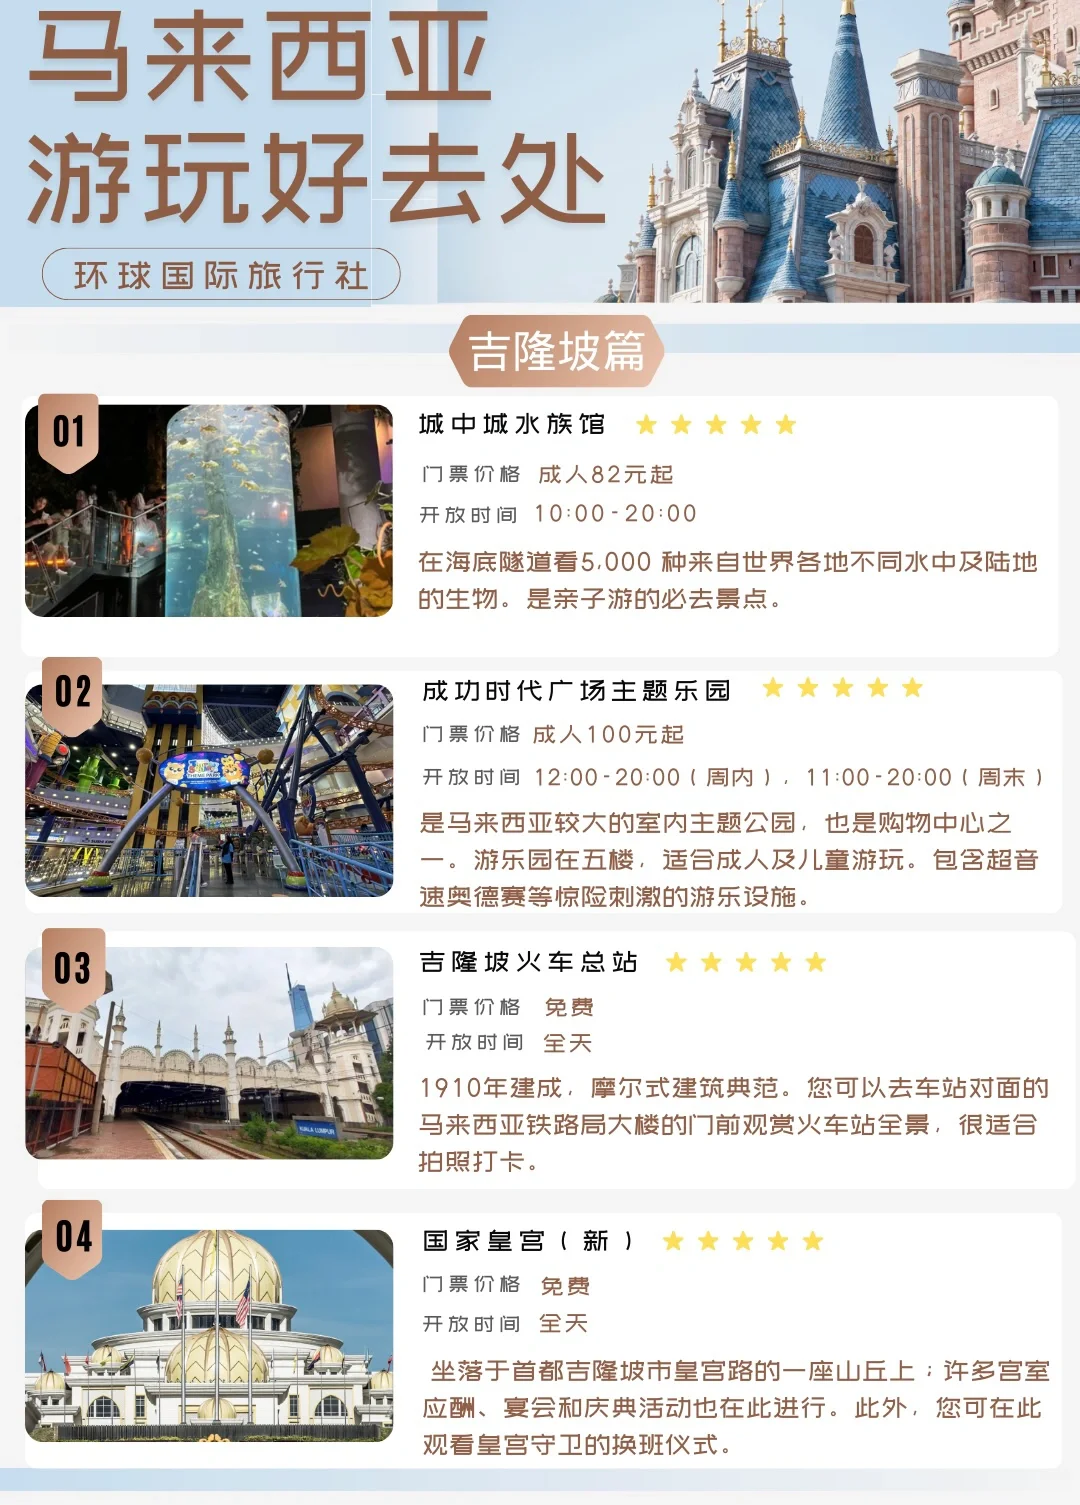 马来西亚
游玩好去处
环球国际旅行社
吉隆坡篇
01
城中城水族馆
门票价格 成人82元起
开放时间 10:00-20:00
在海底隧道看5,000 种来自世界各地不同水中及陆地
的生物。是亲子游的必去景点。
02
成功时代广场主题乐园
门票价格 成人100元起
开放时间 12:00-20:00(周内), 11:00-20:00(周末)
是马来西亚较大的室内主题公园, 也是购物中心之
一。游乐园在五楼, 适合成人及儿童游玩。包含超音
速奥德赛等惊险刺激的游乐设施。
THEME PARK
03
吉隆坡火车总站
门票价格 免费
开放时间 全天
1910年建成, 摩尔式建筑典范。您可以去车站对面的
马来西亚铁路局大楼的门前观赏火车站全景, 很适合
拍照打卡。
KUALA LUMPUR
04
国家皇宫(新)
门票价格 免费
开放时间 全天
坐落于首都吉隆坡市皇宫路的一座山丘上;许多宫室
应酬、宴会和庆典活动也在此进行。此外, 您可在此
观看皇宫守卫的换班仪式。